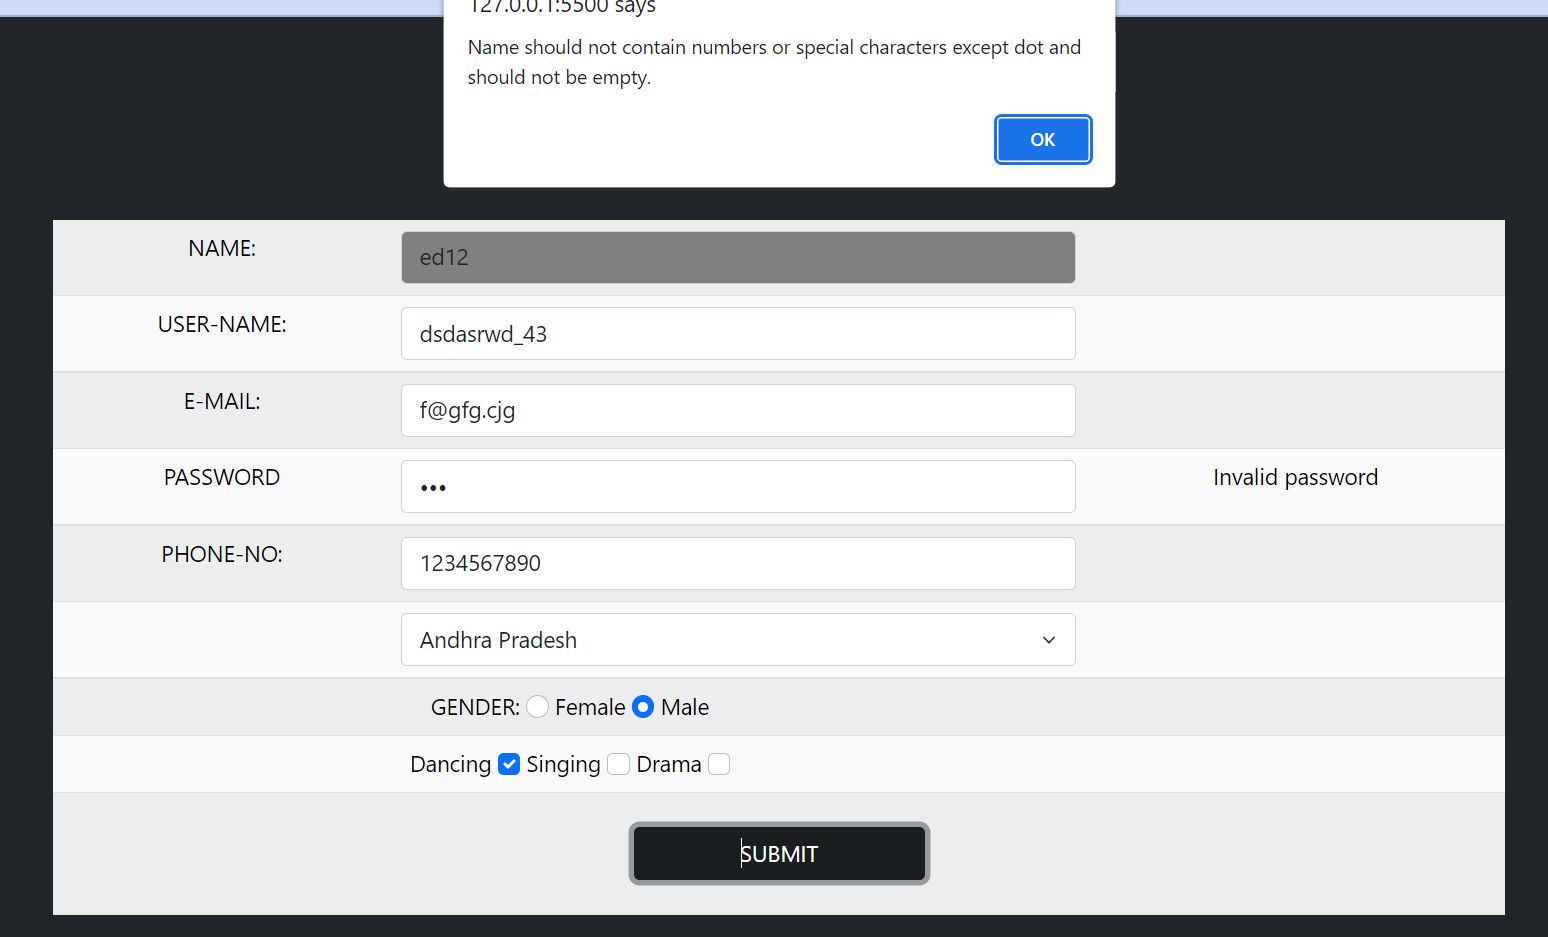 127.0.0.1:5500 says
Name should not contain numbers or special characters except dot and
should not be empty.
OK
NAME: ed12
USER-NAME: dsdasrwd_43
E-MAIL: f@gfg.cjg
PASSWORD ••• Invalid password
PHONE-NO: 1234567890
Andhra Pradesh
GENDER: Female Male
Dancing Singing Drama
SUBMIT